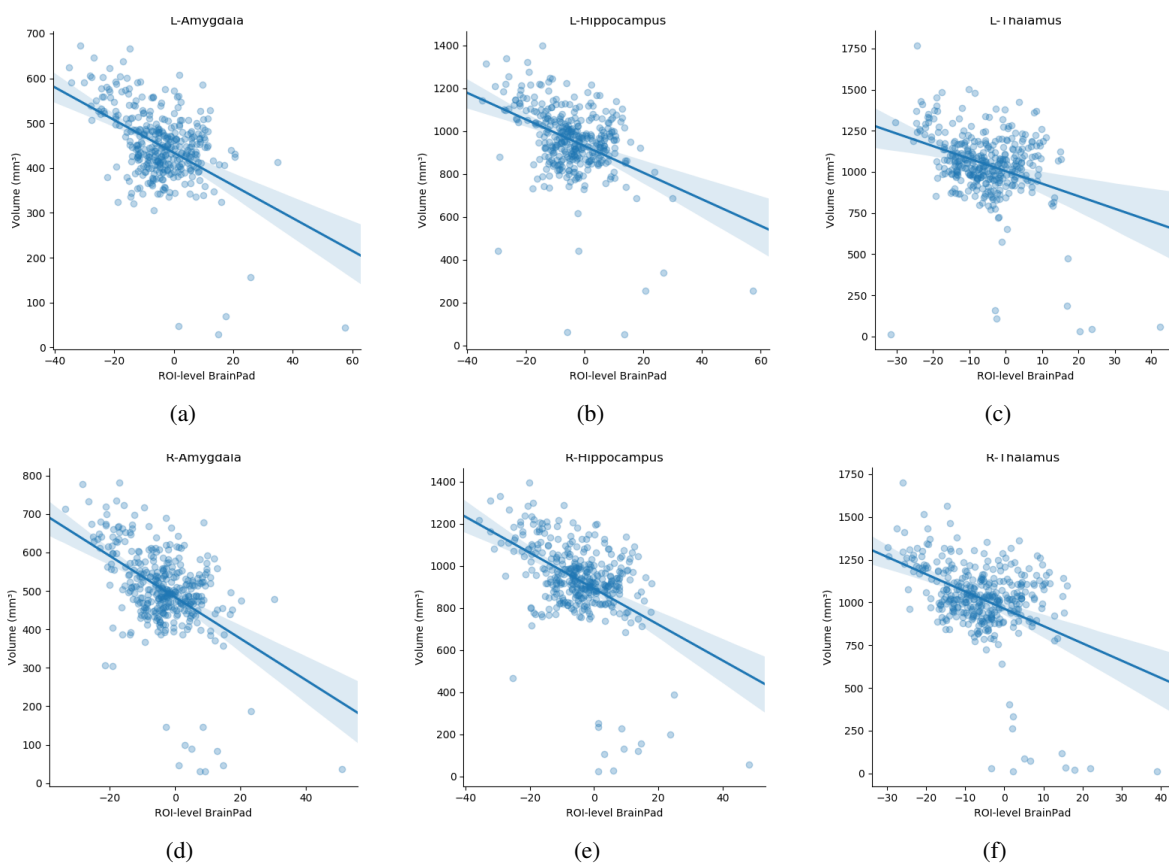 L-Amygdala
L-Hippocampus
L-Thalamus
700
600
500
400
300
200
100
0
Volume (mm³)
−40 −20 0 20 40 60
ROI-level BrainPad
1400
1200
1000
800
600
400
200
0
Volume (mm³)
−40 −20 0 20 40 60
ROI-level BrainPad
1750
1500
1250
1000
750
500
250
0
Volume (mm³)
−30 −20 −10 0 10 20 30 40
ROI-level BrainPad
(a)
(b)
(c)
R-Amygdala
R-Hippocampus
R-Thalamus
800
700
600
500
400
300
200
100
0
Volume (mm³)
−20 0 20 40
ROI-level BrainPad
1400
1200
1000
800
600
400
200
0
Volume (mm³)
−40 −20 0 20 40
ROI-level BrainPad
1750
1500
1250
1000
750
500
250
0
Volume (mm³)
−30 −20 −10 0 10 20 30 40
ROI-level BrainPad
(d)
(e)
(f)